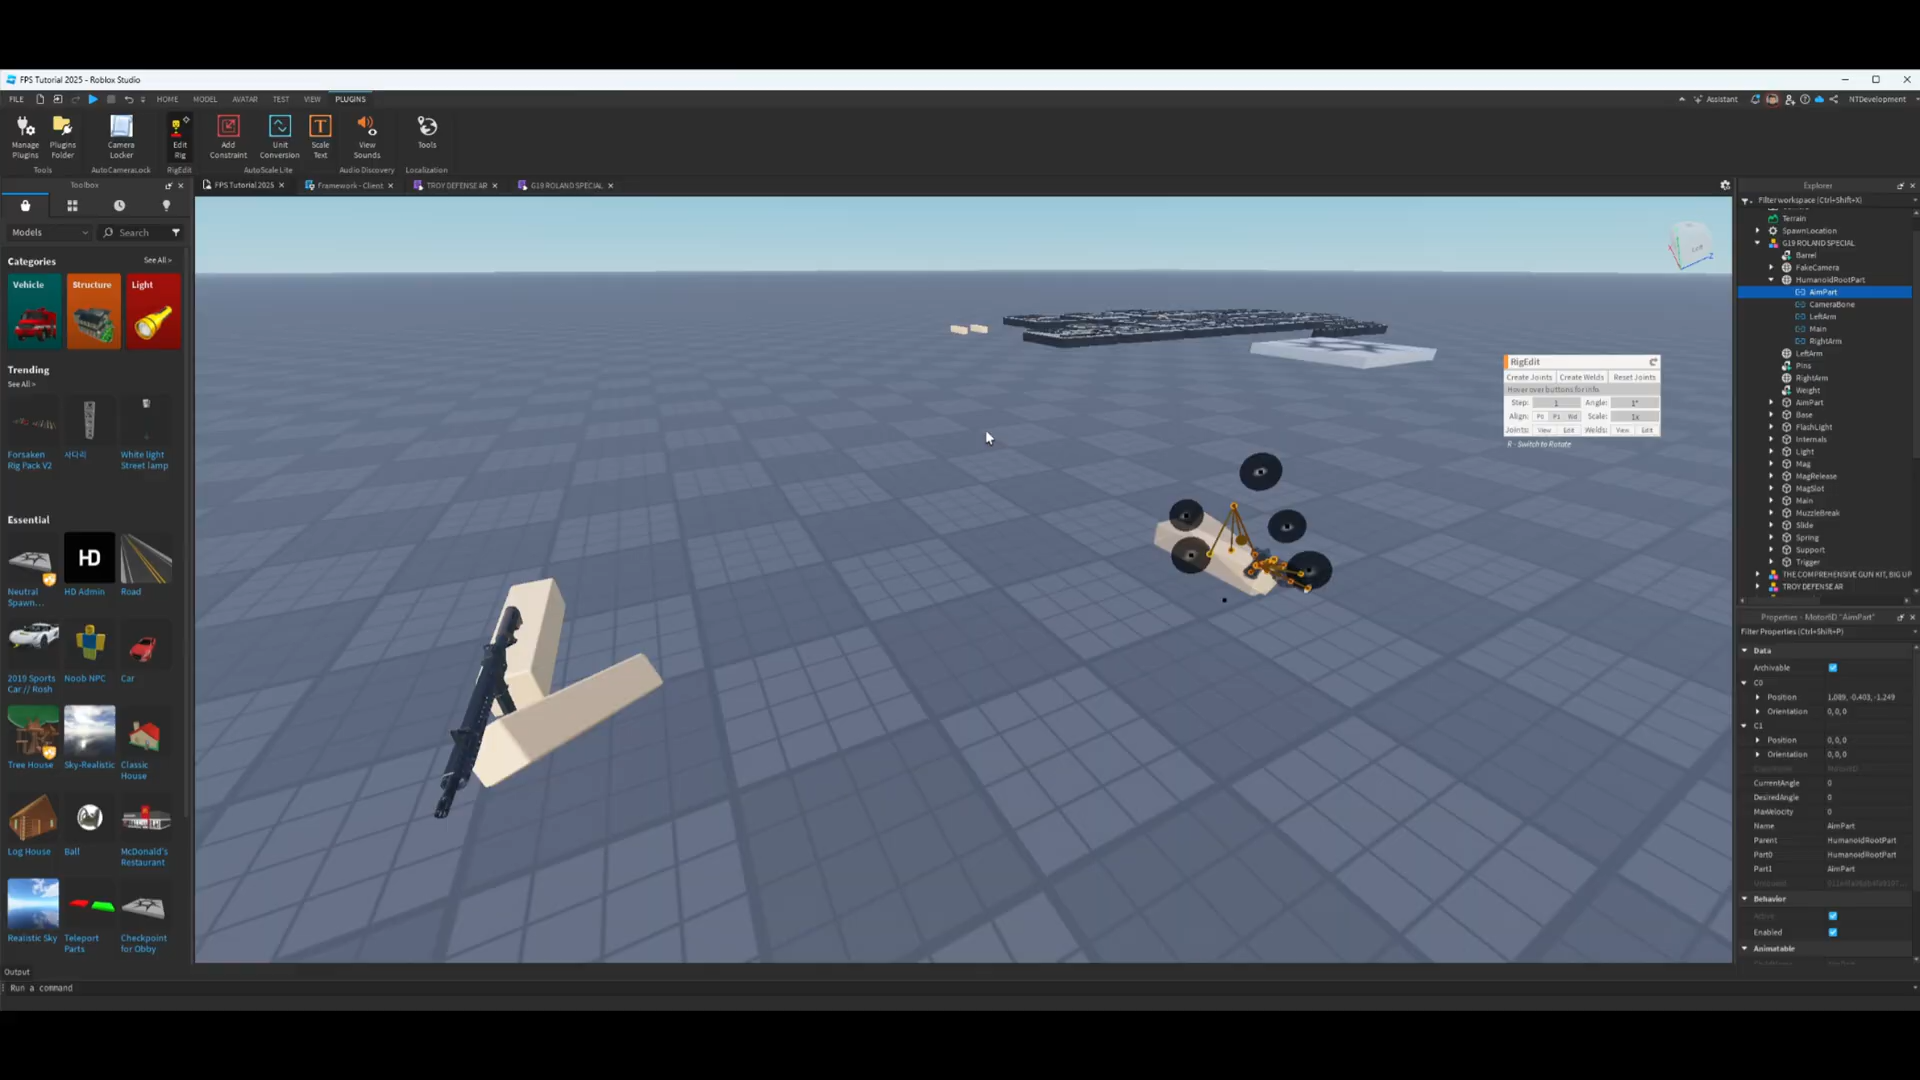 FPS Tutorial 2025 - Roblox Studio
FILE HOME MODEL AVATAR TEST VIEW PLUGINS
Assistant NTDevelopment
Manage Plugins
Plugins Folder
Camera Locker
Edit Rig
Add Constraint
Unit Conversion
Scale Text
View Sounds
Tools
Tools AutoCameraLock RigEdit AutoScale Lite Audio Discovery Localization
Toolbox
FPS Tutorial 2025
Framework - Client
TROY DEFENSE AR
G19 ROLAND SPECIAL
Models
Search
Categories
See All >
Vehicle
Structure
Light
Trending
See All >
Forsaken Rig Pack V2
사다리
White light Street lamp
Essential
Neutral Spawn...
HD
HD Admin
Road
2019 Sports Car // Rosh
Noob NPC
Car
Tree House
Sky-Realistic
Classic House
Log House
Ball
McDonald's Restaurant
Realistic Sky
Teleport Parts
Checkpoint for Obby
Output
Run a command
RigEdit
Create Joints Create Welds Reset Joints
Hover over buttons for info
Step: 1 Angle: 1°
Align: P0 P1 Mid Scale: 1x
Joints: View Edit Welds: View Edit
R - Switch to Rotate
Explorer
Filter workspace (Ctrl+Shift+X)
Terrain
SpawnLocation
G19 ROLAND SPECIAL
Barrel
FakeCamera
HumanoidRootPart
AimPart
CameraBone
LeftArm
Main
RightArm
LeftArm
Pins
RightArm
Weight
AimPart
Base
FlashLight
Internals
Light
Mag
MagRelease
MagSlot
Main
MuzzleBreak
Slide
Spring
Support
Trigger
THE COMPREHENSIVE GUN KIT, BIG UP
TROY DEFENSE AR
Properties - Motor6D "AimPart"
Filter Properties (Ctrl+Shift+P)
Data
Archivable
C0
Position 1.089, -0.403, -1.249
Orientation 0, 0, 0
C1
Position 0, 0, 0
Orientation 0, 0, 0
CurrentAngle 0
DesiredAngle 0
MaxVelocity 0
Name AimPart
Parent HumanoidRootPart
Part0 HumanoidRootPart
Part1 AimPart
Behavior
Active
Enabled
Animatable